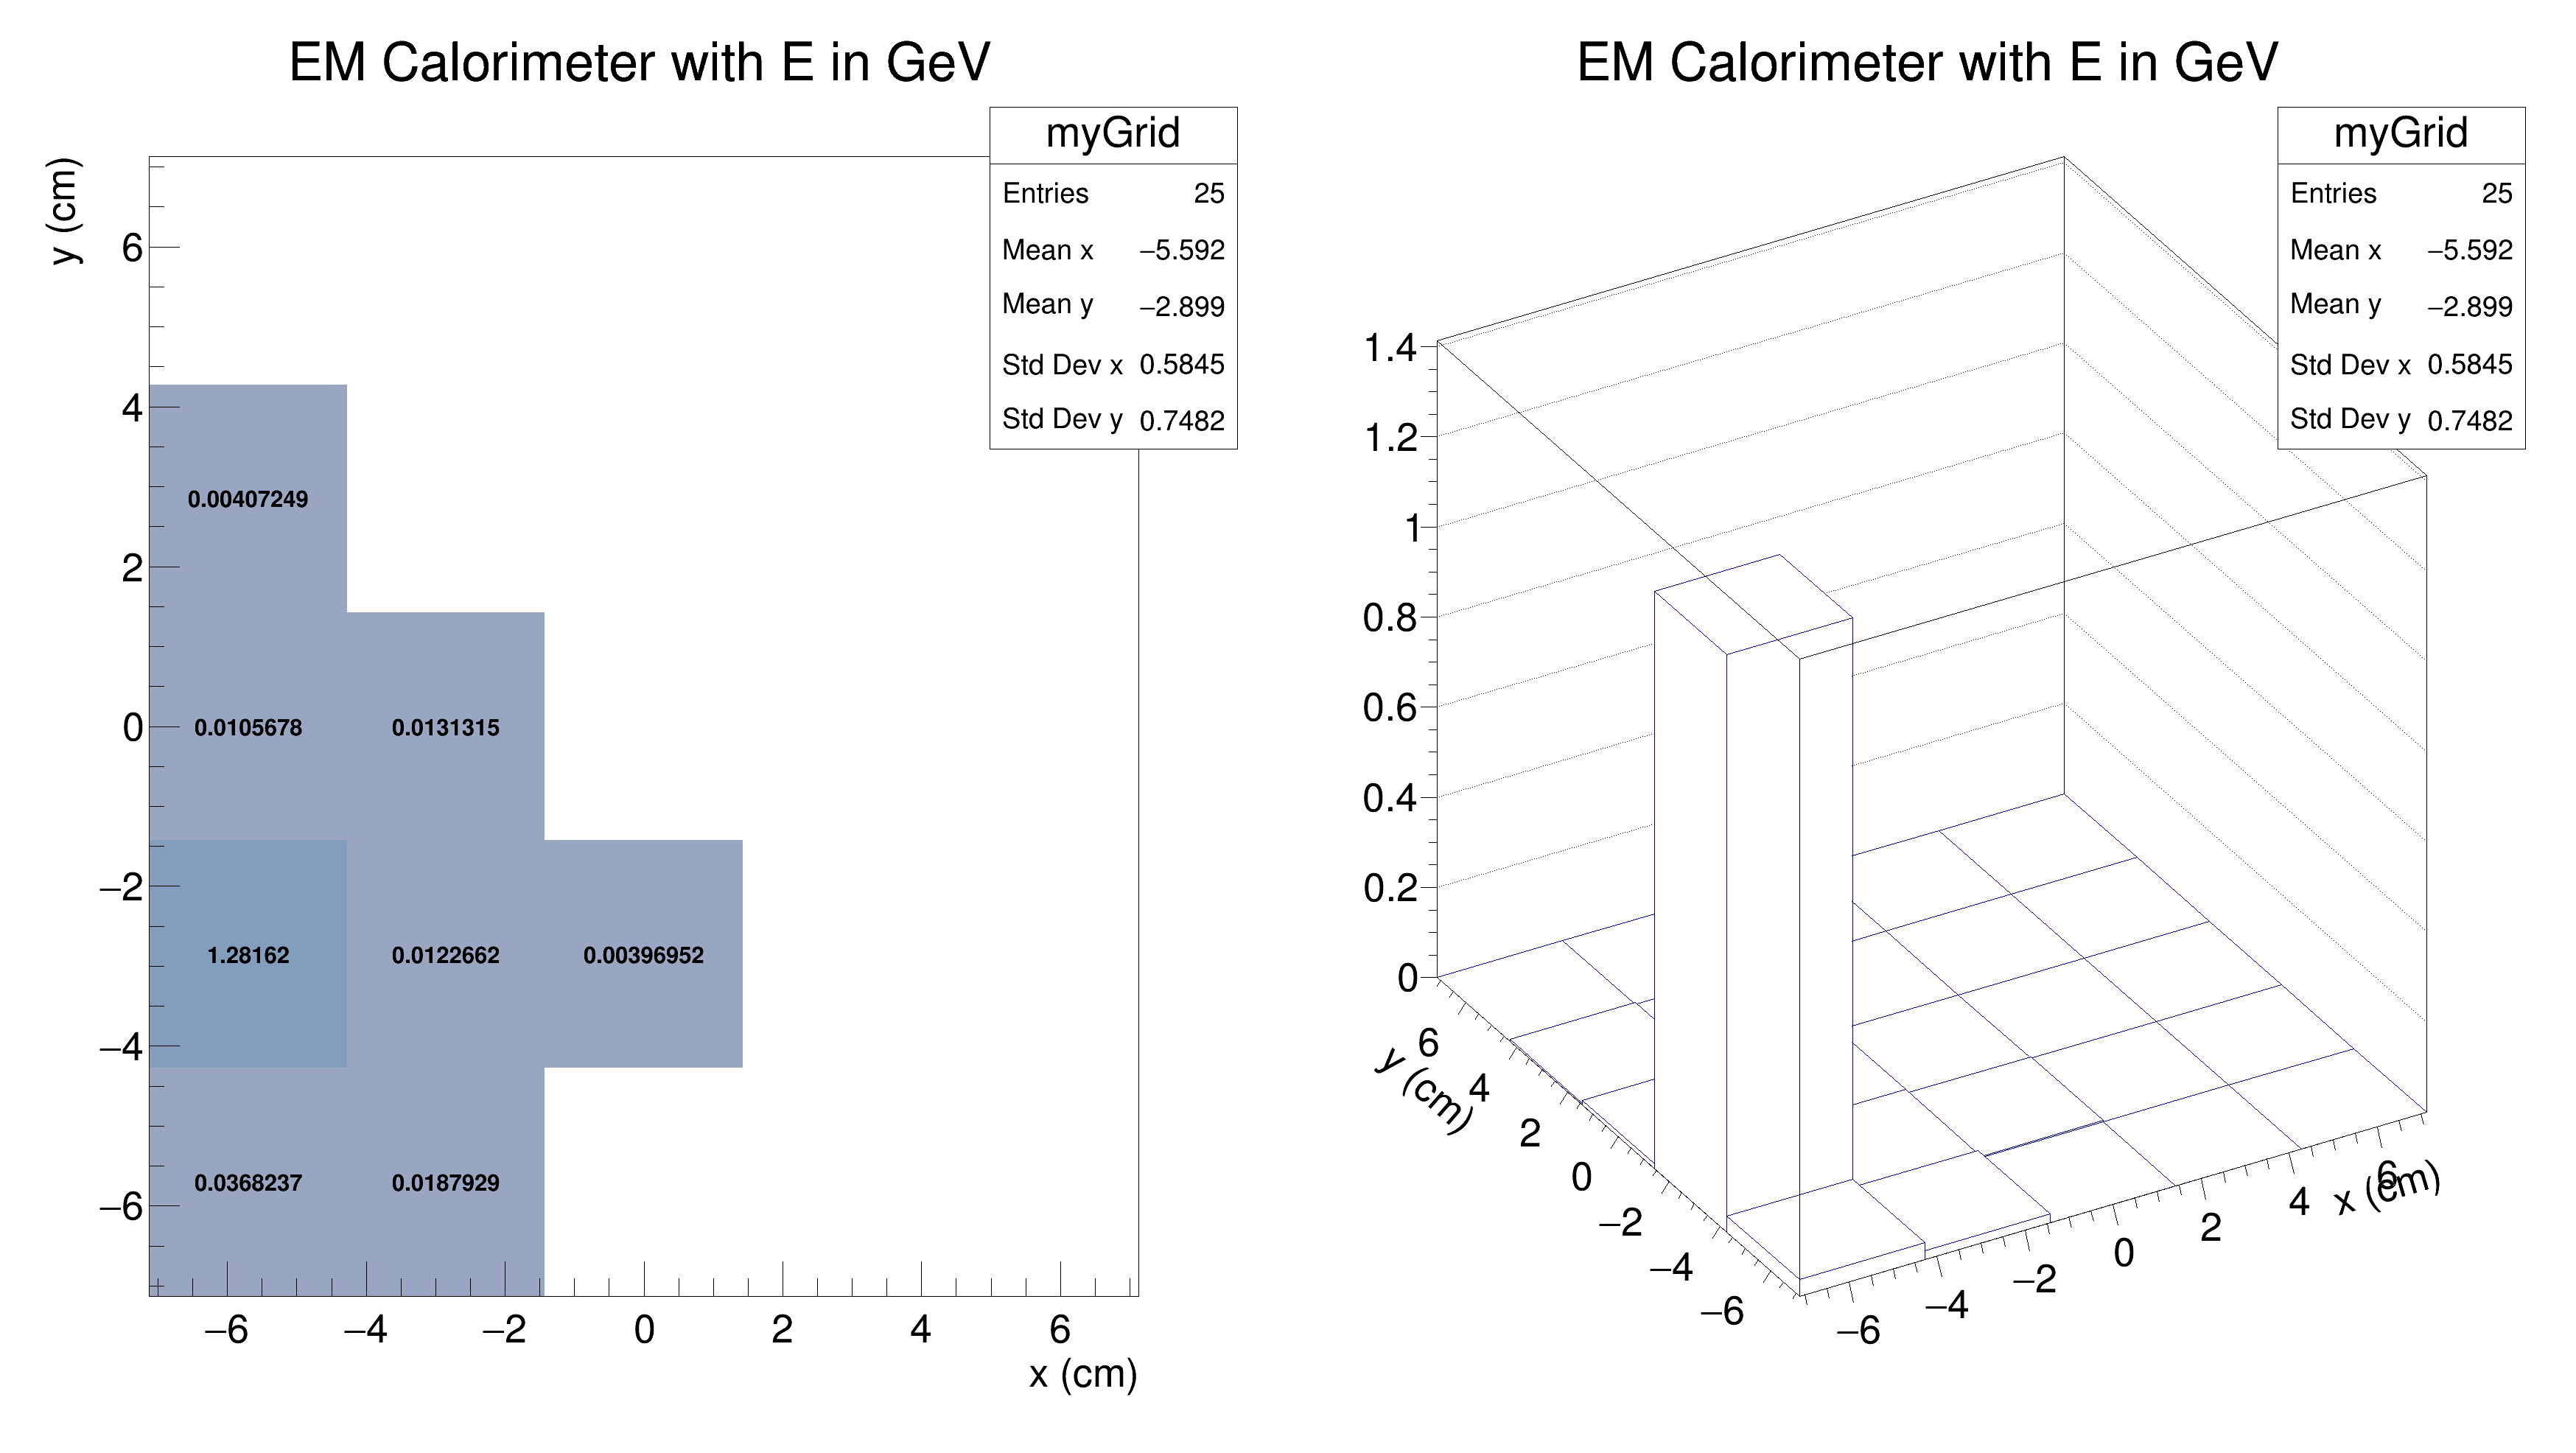 EM Calorimeter with E in GeV
myGrid
Entries 25
Mean x −5.592
Mean y −2.899
Std Dev x 0.5845
Std Dev y 0.7482
y (cm)
6
4
2
0
−2
−4
−6
0.00407249
0.0105678 0.0131315
1.28162 0.0122662 0.00396952
0.0368237 0.0187929
−6 −4 −2 0 2 4 6
x (cm)
EM Calorimeter with E in GeV
myGrid
Entries 25
Mean x −5.592
Mean y −2.899
Std Dev x 0.5845
Std Dev y 0.7482
1.4
1.2
1
0.8
0.6
0.4
0.2
0
y (cm)
6
4
2
0
−2
−4
−6
−6
−4
−2
0
2
4
6
x (cm)